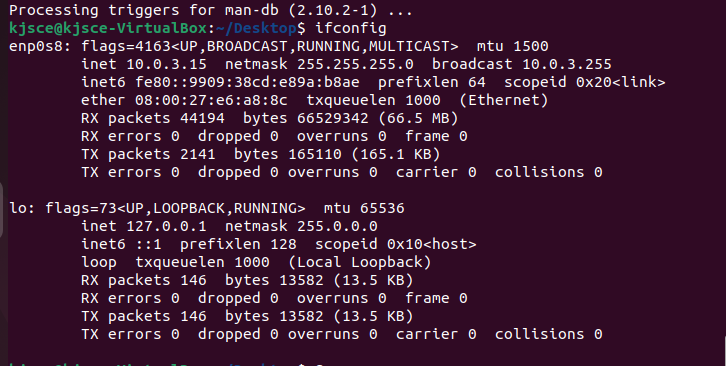 Processing triggers for man-db (2.10.2-1) ...
kjsce@kjsce-VirtualBox:~/Desktop$ ifconfig
enp0s8: flags=4163<UP,BROADCAST,RUNNING,MULTICAST>  mtu 1500
        inet 10.0.3.15  netmask 255.255.255.0  broadcast 10.0.3.255
        inet6 fe80::9909:38cd:e89a:b8ae  prefixlen 64  scopeid 0x20<link>
        ether 08:00:27:e6:a8:8c  txqueuelen 1000  (Ethernet)
        RX packets 44194  bytes 66529342 (66.5 MB)
        RX errors 0  dropped 0  overruns 0  frame 0
        TX packets 2141  bytes 165110 (165.1 KB)
        TX errors 0  dropped 0 overruns 0  carrier 0  collisions 0

lo: flags=73<UP,LOOPBACK,RUNNING>  mtu 65536
        inet 127.0.0.1  netmask 255.0.0.0
        inet6 ::1  prefixlen 128  scopeid 0x10<host>
        loop  txqueuelen 1000  (Local Loopback)
        RX packets 146  bytes 13582 (13.5 KB)
        RX errors 0  dropped 0  overruns 0  frame 0
        TX packets 146  bytes 13582 (13.5 KB)
        TX errors 0  dropped 0 overruns 0  carrier 0  collisions 0